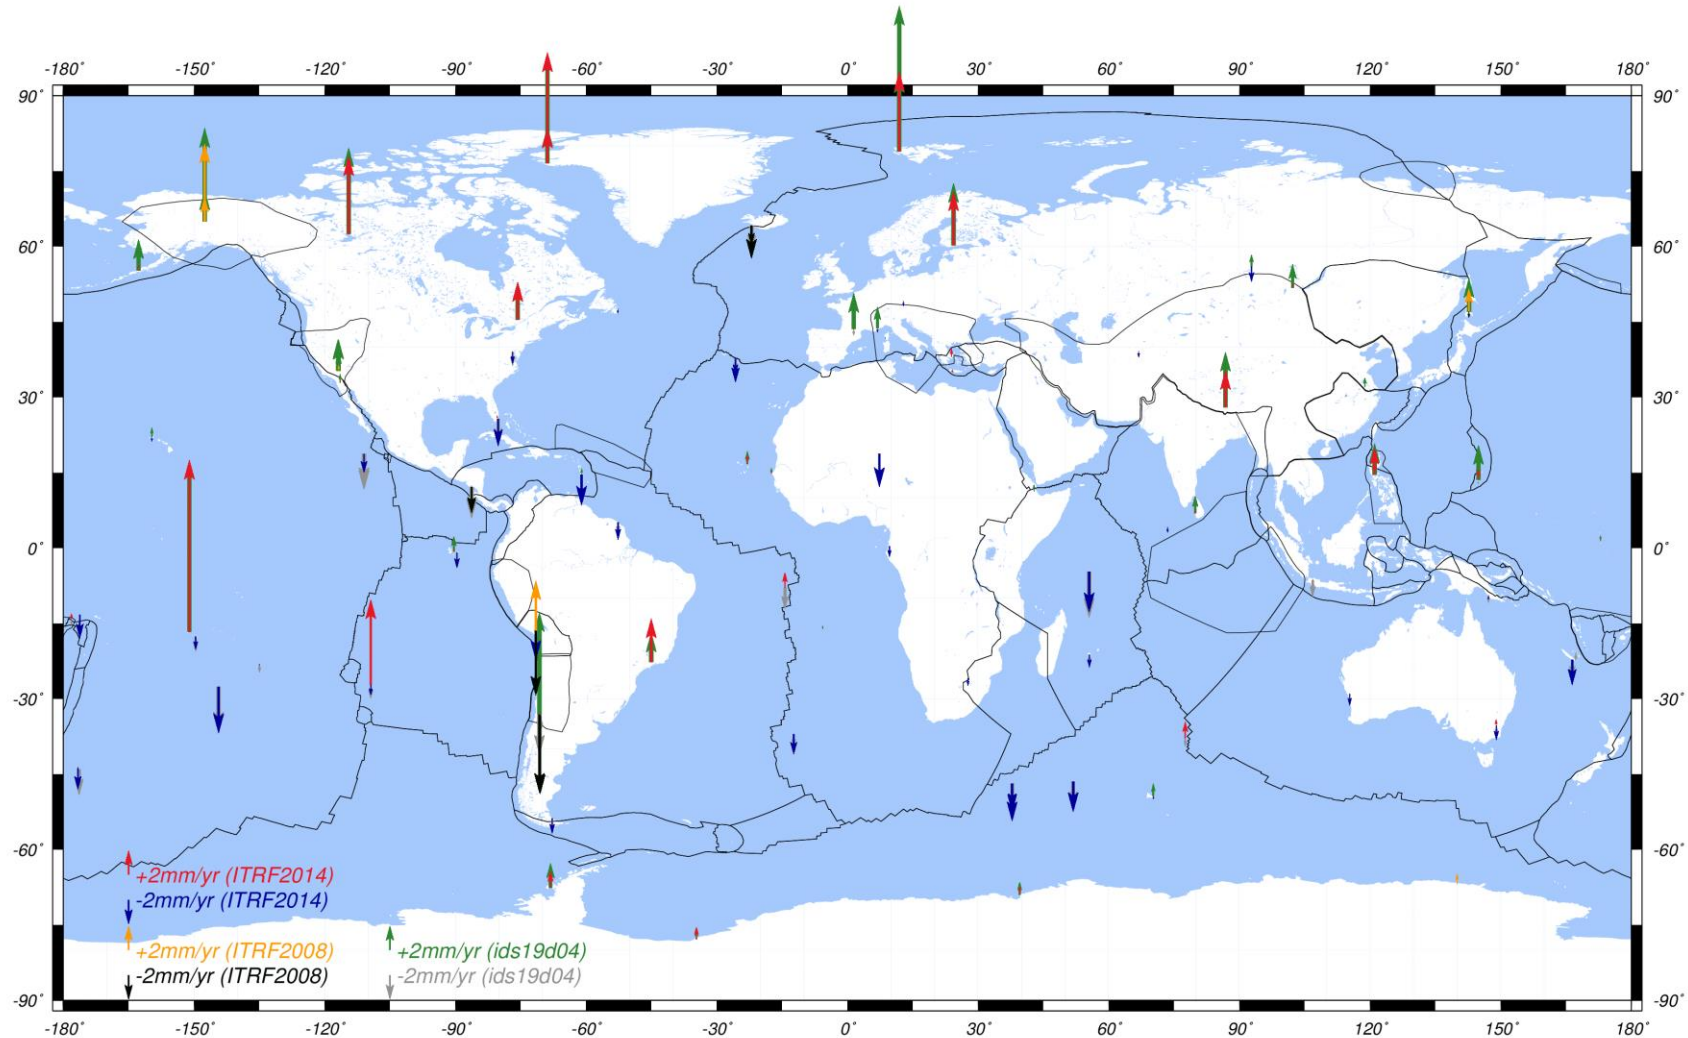 -180° -150° -120° -90° -60° -30° 0° 30° 60° 90° 120° 150° 180°
90° 90°
60° 60°
30° 30°
0° 0°
-30° -30°
-60° -60°
+2mm/yr (ITRF2014)
-2mm/yr (ITRF2014)
+2mm/yr (ITRF2008) +2mm/yr (ids19d04)
-2mm/yr (ITRF2008) -2mm/yr (ids19d04)
-90° -90°
-180° -150° -120° -90° -60° -30° 0° 30° 60° 90° 120° 150° 180°